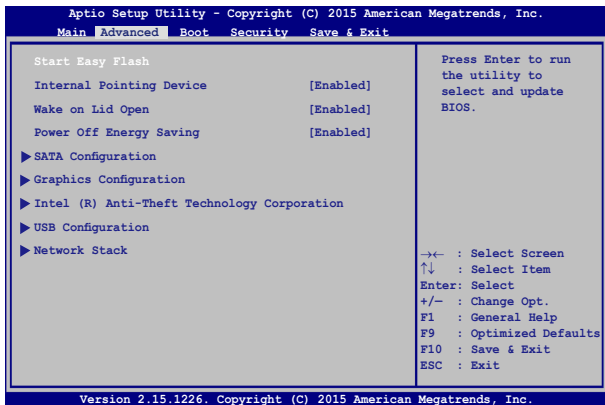 Aptio Setup Utility - Copyright (C) 2015 American Megatrends, Inc.
Main Advanced Boot Security Save & Exit
Start Easy Flash
Internal Pointing Device [Enabled]
Wake on Lid Open [Enabled]
Power Off Energy Saving [Enabled]
SATA Configuration
Graphics Configuration
Intel (R) Anti-Theft Technology Corporation
USB Configuration
Network Stack
Press Enter to run
the utility to
select and update
BIOS.
→← : Select Screen
↑↓ : Select Item
Enter: Select
+/— : Change Opt.
F1 : General Help
F9 : Optimized Defaults
F10 : Save & Exit
ESC : Exit
Version 2.15.1226. Copyright (C) 2015 American Megatrends, Inc.